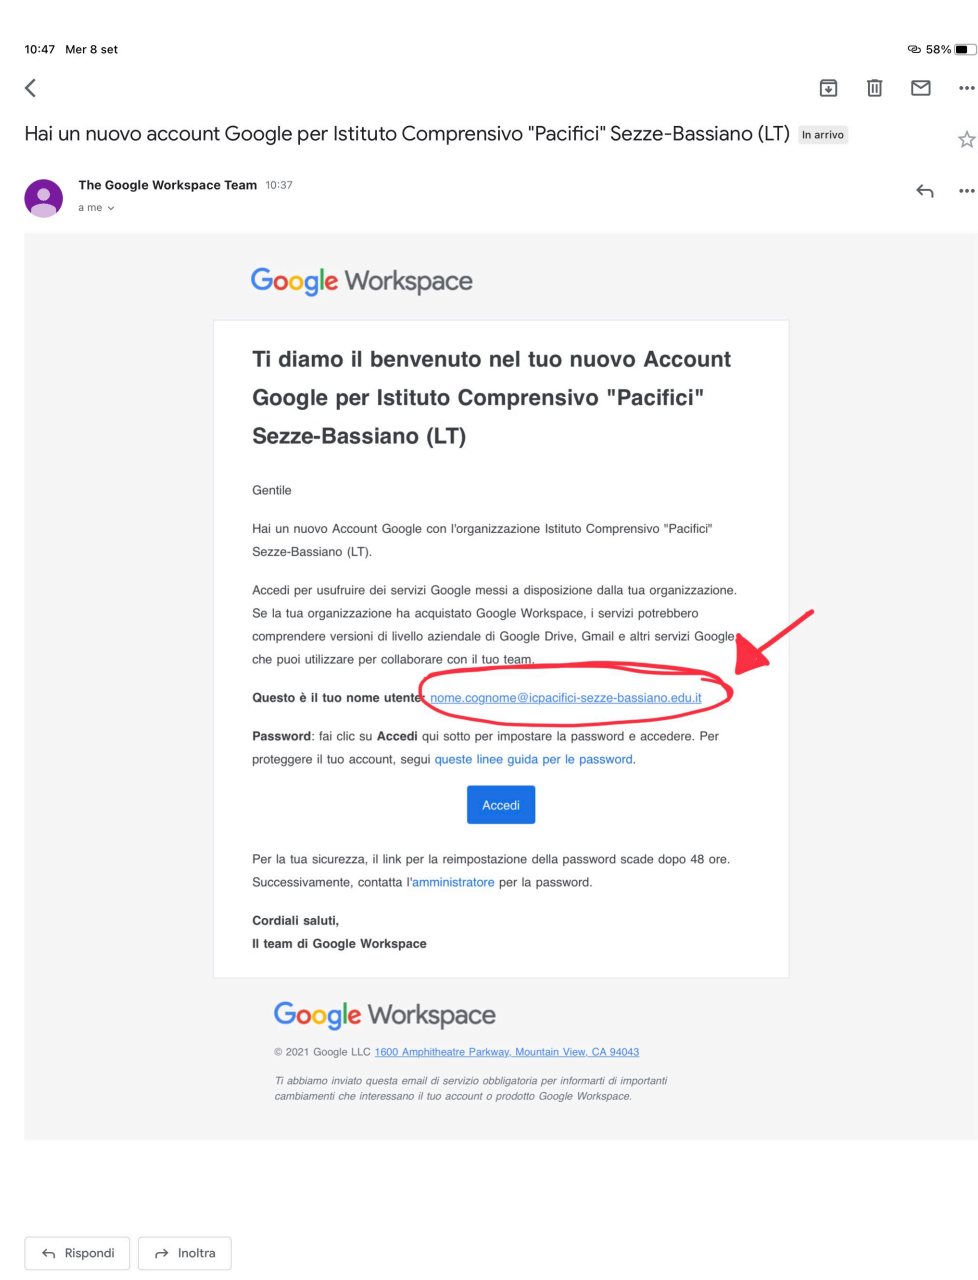 10:47 Mer 8 set
58%
Hai un nuovo account Google per Istituto Comprensivo "Pacifici" Sezze-Bassiano (LT) In arrivo
The Google Workspace Team 10:37
a me
Google Workspace
Ti diamo il benvenuto nel tuo nuovo Account
Google per Istituto Comprensivo "Pacifici"
Sezze-Bassiano (LT)
Gentile
Hai un nuovo Account Google con l'organizzazione Istituto Comprensivo "Pacifici"
Sezze-Bassiano (LT).
Accedi per usufruire dei servizi Google messi a disposizione dalla tua organizzazione.
Se la tua organizzazione ha acquistato Google Workspace, i servizi potrebbero
comprendere versioni di livello aziendale di Google Drive, Gmail e altri servizi Google,
che puoi utilizzare per collaborare con il tuo team.
Questo è il tuo nome utente: nome.cognome@icpacifici-sezze-bassiano.edu.it
Password: fai clic su Accedi qui sotto per impostare la password e accedere. Per
proteggere il tuo account, segui queste linee guida per le password.
Accedi
Per la tua sicurezza, il link per la reimpostazione della password scade dopo 48 ore.
Successivamente, contatta l'amministratore per la password.
Cordiali saluti,
Il team di Google Workspace
Google Workspace
© 2021 Google LLC 1600 Amphitheatre Parkway, Mountain View, CA 94043
Ti abbiamo inviato questa email di servizio obbligatoria per informarti di importanti
cambiamenti che interessano il tuo account o prodotto Google Workspace.
Rispondi
Inoltra